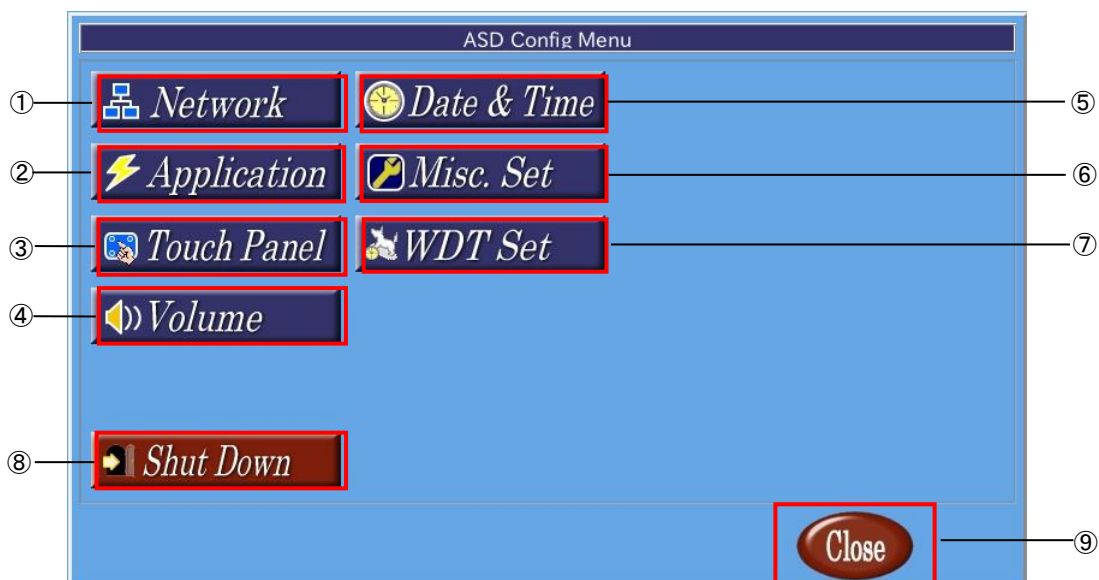 ASD Config Menu
① Network Date & Time ⑤
② Application Misc. Set ⑥
③ Touch Panel WDT Set ⑦
④ Volume
⑧ Shut Down
Close ⑨